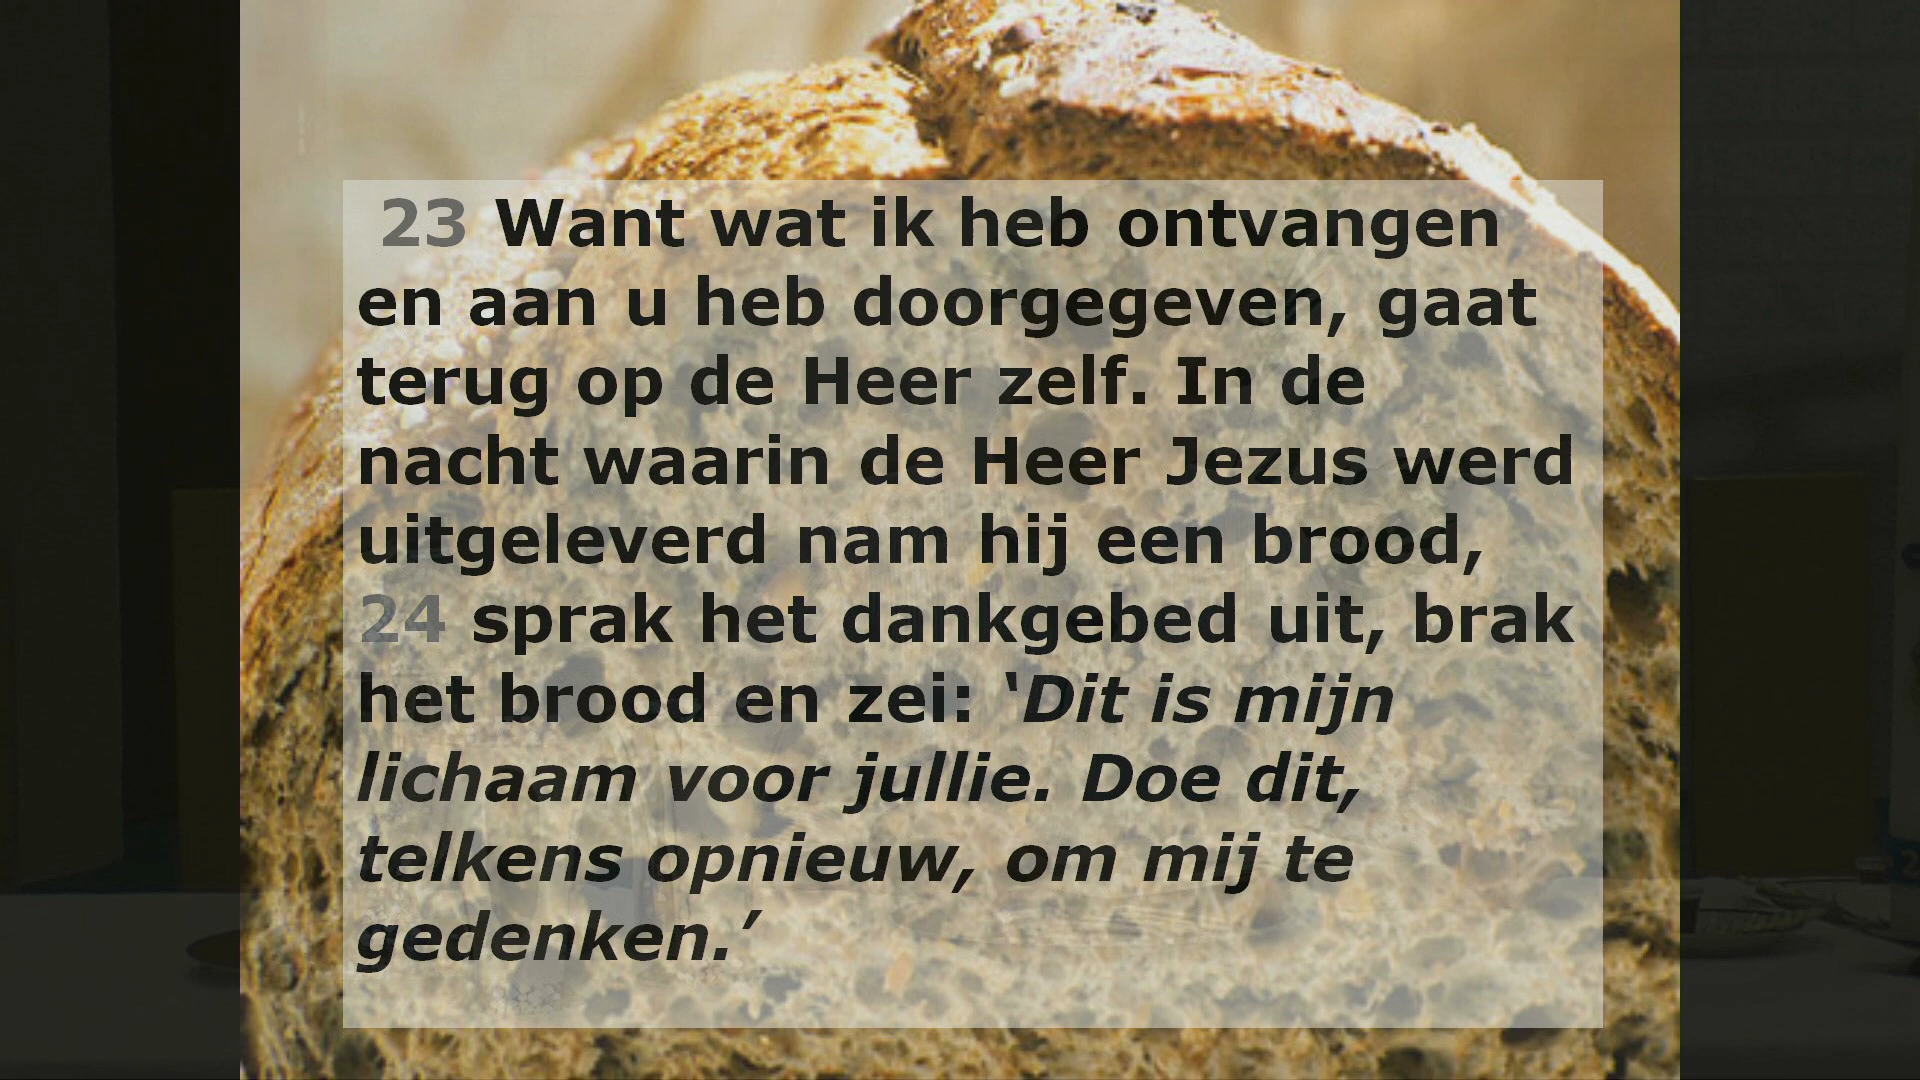 23 Want wat ik heb ontvangen
en aan u heb doorgegeven, gaat
terug op de Heer zelf. In de
nacht waarin de Heer Jezus werd
uitgeleverd nam hij een brood,
24 sprak het dankgebed uit, brak
het brood en zei: ‘Dit is mijn
lichaam voor jullie. Doe dit,
telkens opnieuw, om mij te
gedenken.’